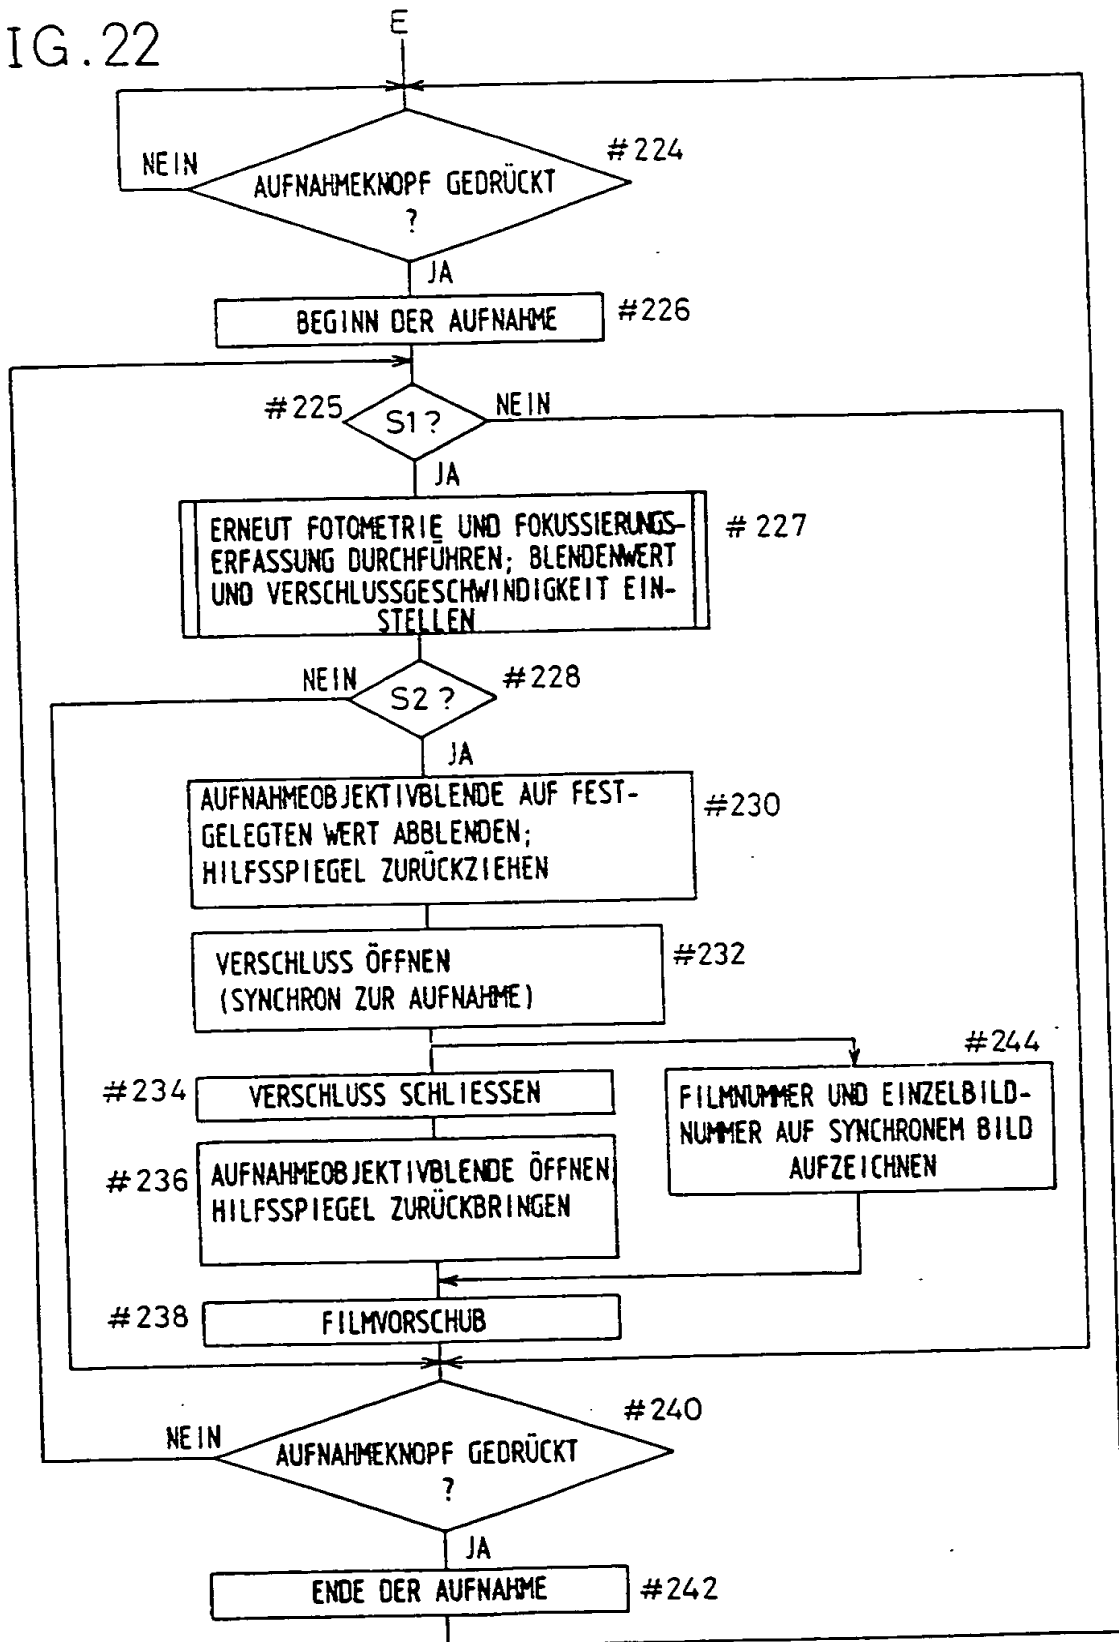 IG.22
E
NEIN
#224
AUFNAHMEKNOPF GEDRÜCKT
?
JA
BEGINN DER AUFNAHME
#226
#225
S1?
NEIN
JA
ERNEUT FOTOMETRIE UND FOKUSSIERUNGS-
ERFASSUNG DURCHFÜHREN; BLENDENWERT
UND VERSCHLUSSGESCHWINDIGKEIT EIN-
STELLEN
#227
NEIN
S2?
#228
JA
AUFNAHMEOBJEKTIVBLENDE AUF FEST-
GELEGTEN WERT ABBLENDEN;
HILFSSPIEGEL ZURÜCKZIEHEN
#230
VERSCHLUSS ÖFFNEN
(SYNCHRON ZUR AUFNAHME)
#232
#244
#234
VERSCHLUSS SCHLIESSEN
FILMNUMMER UND EINZELBILD-
NUMMER AUF SYNCHRONEM BILD
AUFZEICHNEN
#236
AUFNAHMEOBJEKTIVBLENDE ÖFFNEN
HILFSSPIEGEL ZURÜCKBRINGEN
#238
FILMVORSCHUB
NEIN
#240
AUFNAHMEKNOPF GEDRÜCKT
?
JA
ENDE DER AUFNAHME
#242